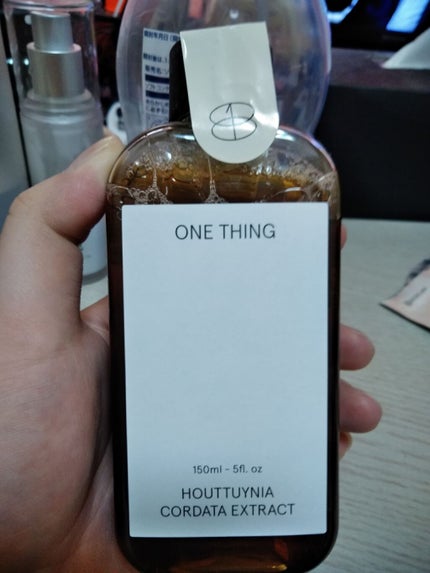 ONE THING
150ml - 5fl. oz
HOUTTUYNIA
CORDATA EXTRACT